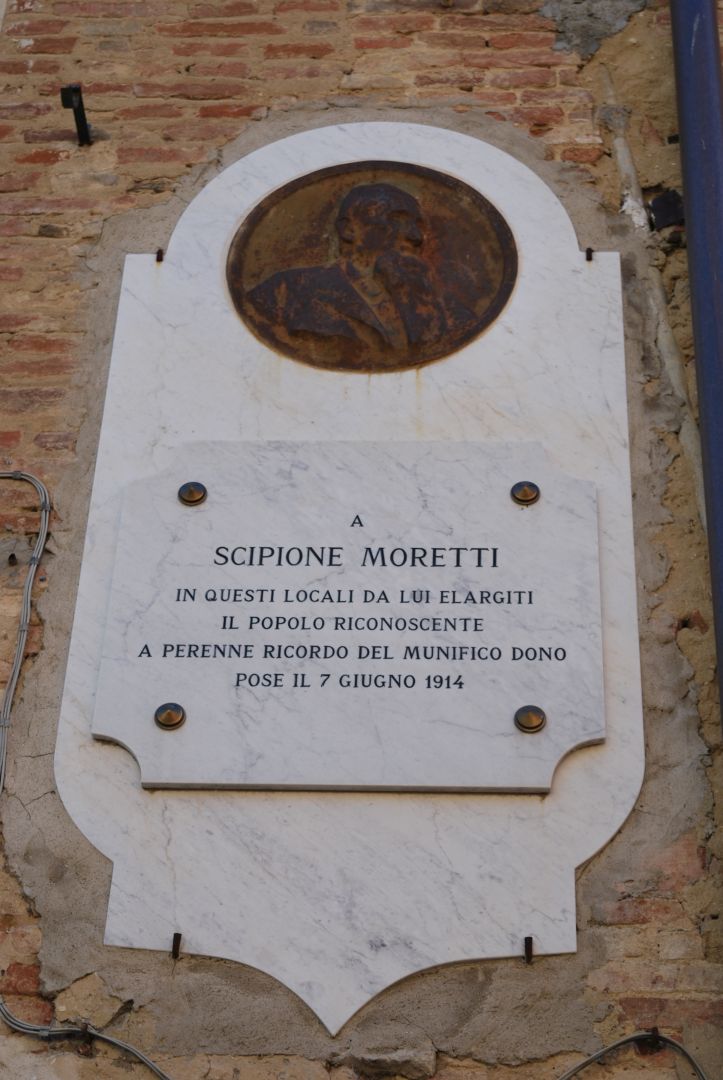 A
SCIPIONE MORETTI
IN QUESTI LOCALI DA LUI ELARGITI
IL POPOLO RICONOSCENTE
A PERENNE RICORDO DEL MUNIFICO DONO
POSE IL 7 GIUGNO 1914